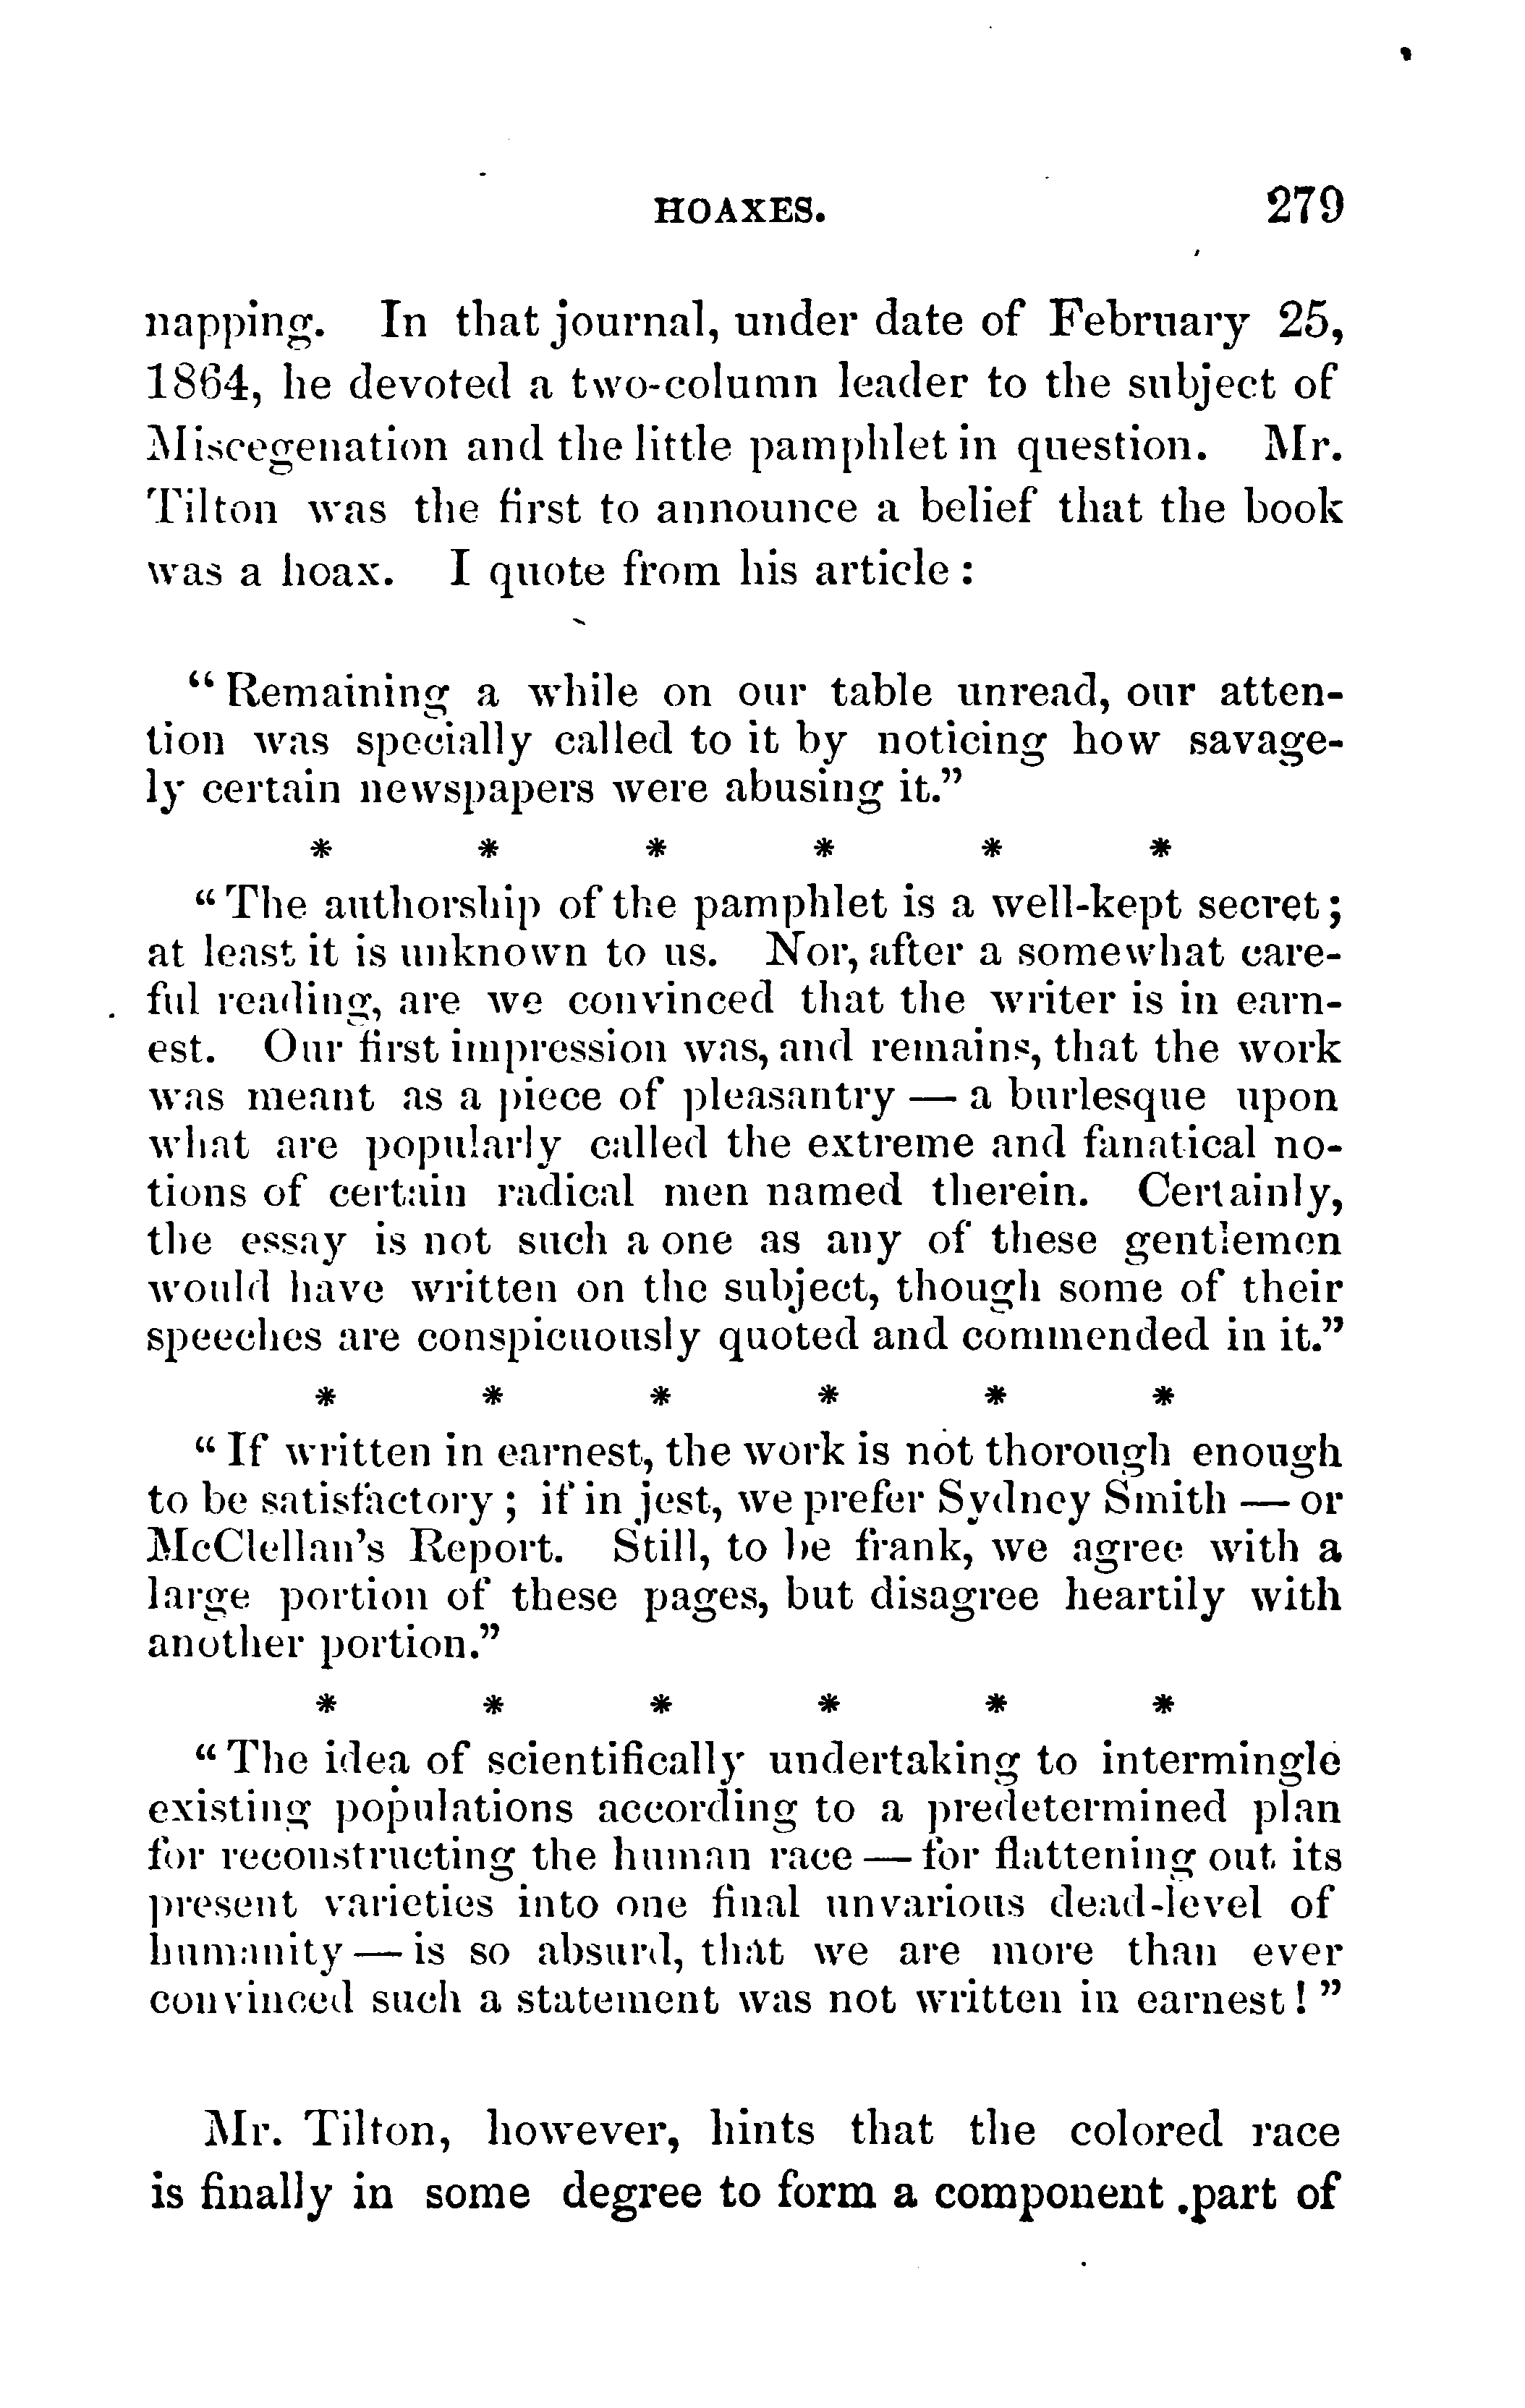 HOAXES. 279
napping. In that journal, under date of February 25,
1864, he devoted a two-column leader to the subject of
Miscegenation and the little pamphlet in question. Mr.
Tilton was the first to announce a belief that the book
was a hoax. I quote from his article :
“Remaining a while on our table unread, our atten-
tion was specially called to it by noticing how savage-
ly certain newspapers were abusing it.”
* * * * * *
“The authorship of the pamphlet is a well-kept secret;
at least it is unknown to us. Nor, after a somewhat care-
ful reading, are we convinced that the writer is in earn-
est. Our first impression was, and remains, that the work
was meant as a piece of pleasantry — a burlesque upon
what are popularly called the extreme and fanatical no-
tions of certain radical men named therein. Certainly,
the essay is not such a one as any of these gentlemen
would have written on the subject, though some of their
speeches are conspicuously quoted and commended in it.”
* * * * * *
“If written in earnest, the work is not thorough enough
to be satisfactory ; if in jest, we prefer Sydney Smith — or
McClellan’s Report. Still, to be frank, we agree with a
large portion of these pages, but disagree heartily with
another portion.”
* * * * * *
“The idea of scientifically undertaking to intermingle
existing populations according to a predetermined plan
for reconstructing the human race — for flattening out its
present varieties into one final unvarious dead-level of
humanity — is so absurd, that we are more than ever
convinced such a statement was not written in earnest! ”
Mr. Tilton, however, hints that the colored race
is finally in some degree to form a component part of